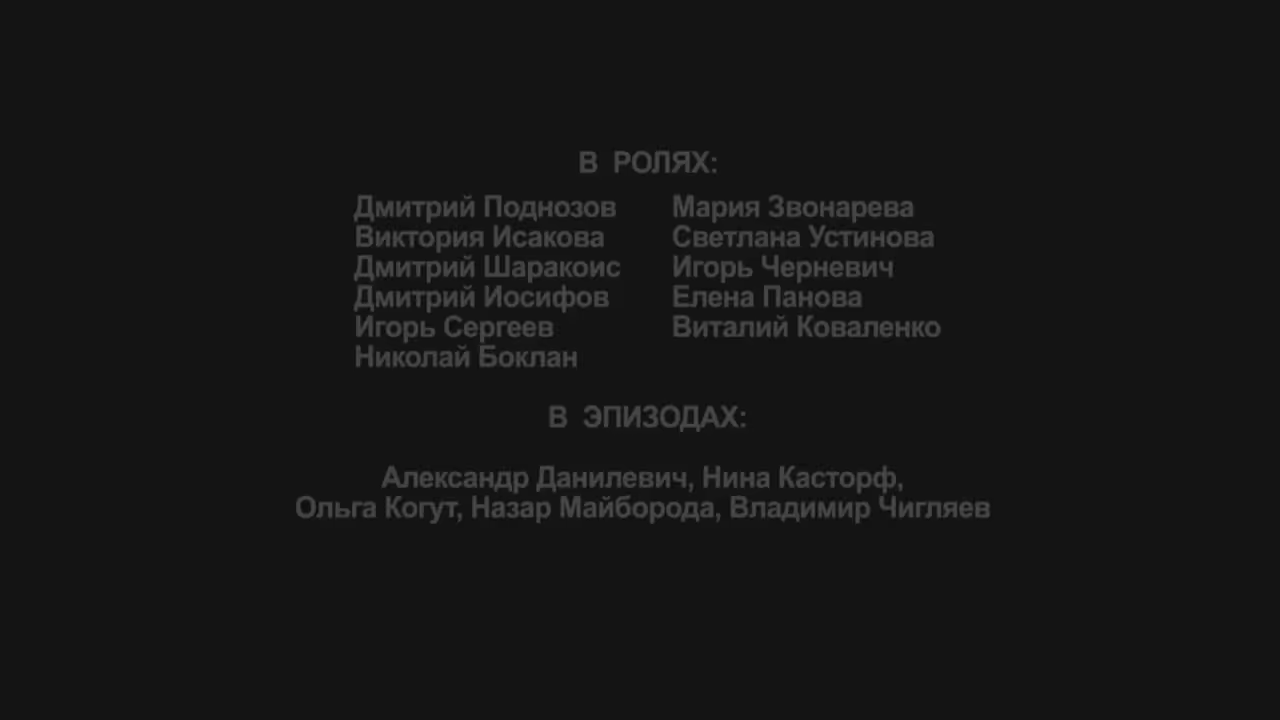 В РОЛЯХ:
Дмитрий Поднозов
Виктория Исакова
Дмитрий Шаракоис
Дмитрий Иосифов
Игорь Сергеев
Николай Боклан
Мария Звонарева
Светлана Устинова
Игорь Черневич
Елена Панова
Виталий Коваленко
В ЭПИЗОДАХ:
Александр Данилевич, Нина Касторф,
Ольга Когут, Назар Майборода, Владимир Чигляев